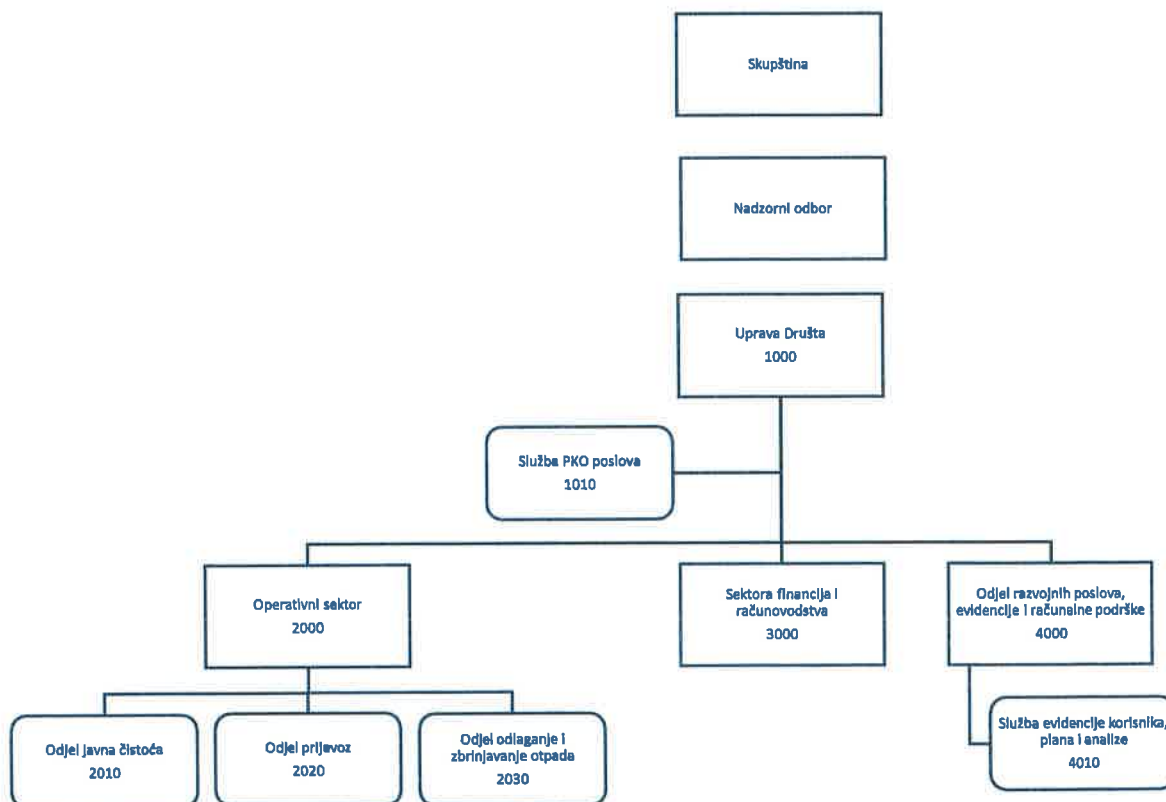 Skupština
Nadzorni odbor
Uprava Društa
1000
Služba PKO poslova
1010
Operativni sektor
2000
Sektora financija i
računovodstva
3000
Odjel razvojnih poslova,
evidencije i računalne podrške
4000
Odjel javna čistoća
2010
Odjel prijevoz
2020
Odjel odlaganje i
zbrinjavanje otpada
2030
Služba evidencije korisnika,
plana i analize
4010